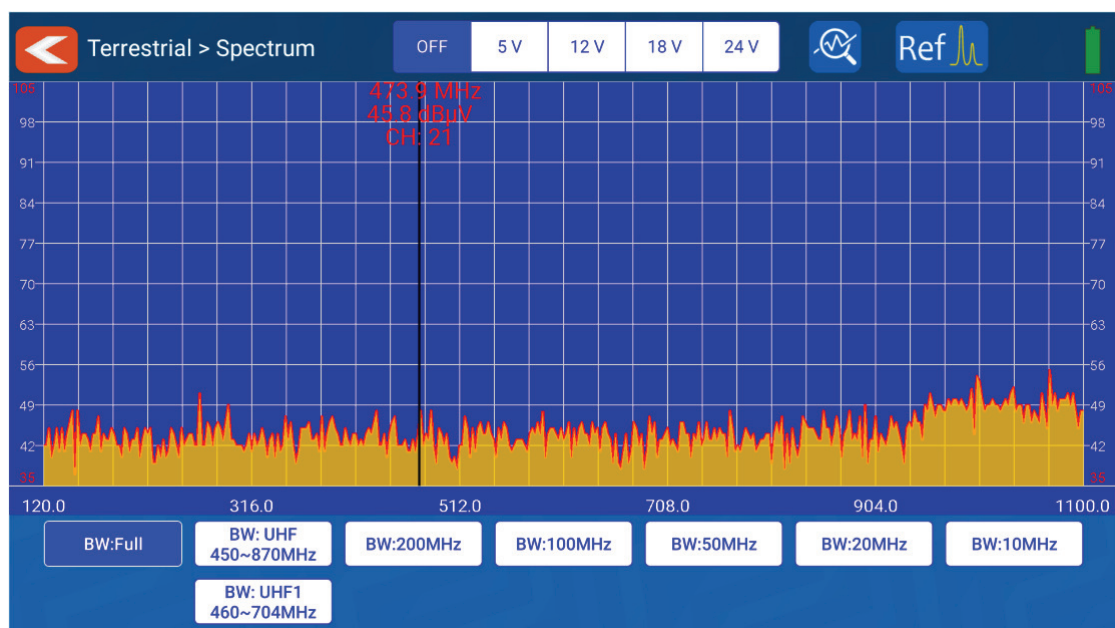 Terrestrial > Spectrum
OFF
5 V
12 V
18 V
24 V
Ref
105
105
473.9 MHz
45.8 dBµV
CH: 21
98
98
91
91
84
84
77
77
70
70
63
63
56
56
49
49
42
42
35
35
120.0
316.0
512.0
708.0
904.0
1100.0
BW:Full
BW: UHF
450~870MHz
BW:200MHz
BW:100MHz
BW:50MHz
BW:20MHz
BW:10MHz
BW: UHF1
460~704MHz